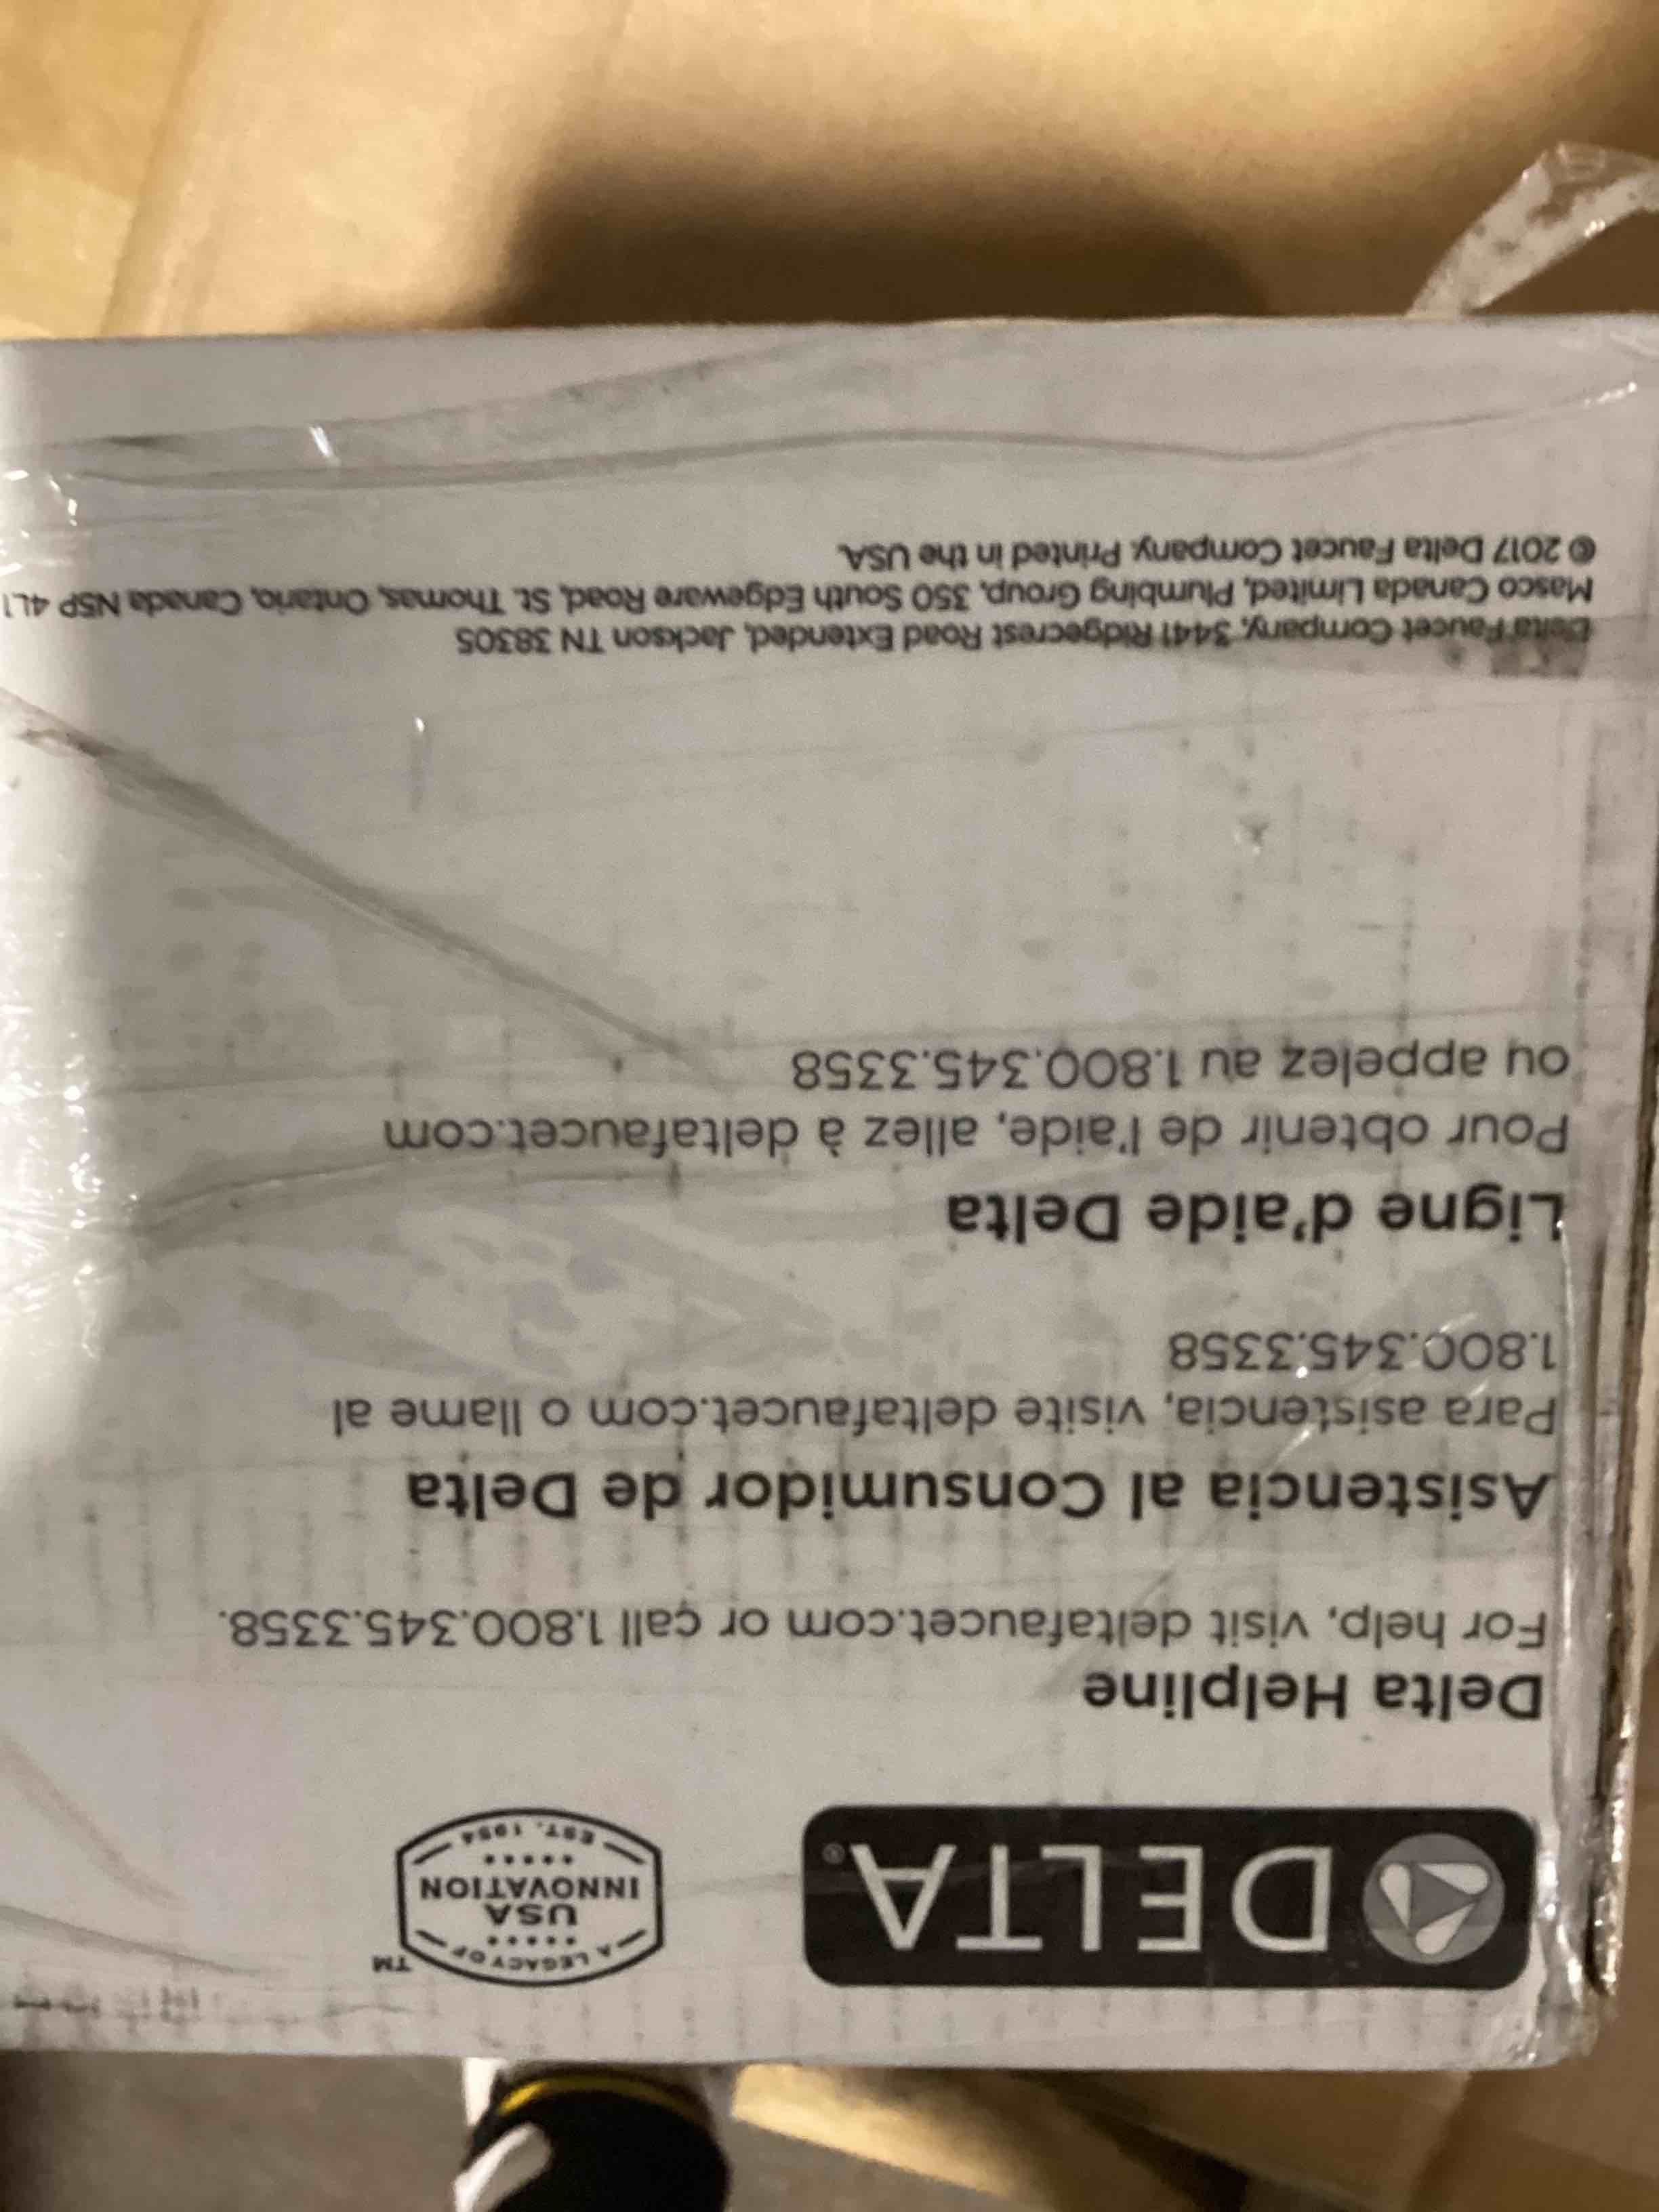 DELTA®
A LEGACY OF
USA
INNOVATION
EST. 1954
TM
Delta Helpline
For help, visit deltafaucet.com or call 1.800.345.3358.
Asistencia al Consumidor de Delta
Para asistencia, visite deltafaucet.com o llame al
1.800.345.3358
Ligne d'aide Delta
Pour obtenir de l'aide, allez à deltafaucet.com
ou appelez au 1.800.345.3358
Delta Faucet Company, 3441 Ridgecrest Road Extended, Jackson TN 38305
Masco Canada Limited, Plumbing Group, 350 South Edgeware Road, St. Thomas, Ontario, Canada N5P 4L1
© 2017 Delta Faucet Company. Printed in the USA.